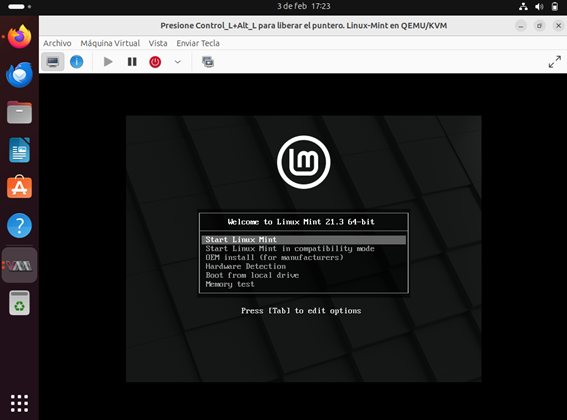 3 de feb 17:23
Presione Control_L+Alt_L para liberar el puntero. Linux-Mint en QEMU/KVM
Archivo Máquina Virtual Vista Enviar Tecla
Welcome to Linux Mint 21.3 64-bit
Start Linux Mint
Start Linux Mint in compatibility mode
OEM install (for manufacturers)
Hardware Detection
Boot from local drive
Memory test
Press [Tab] to edit options